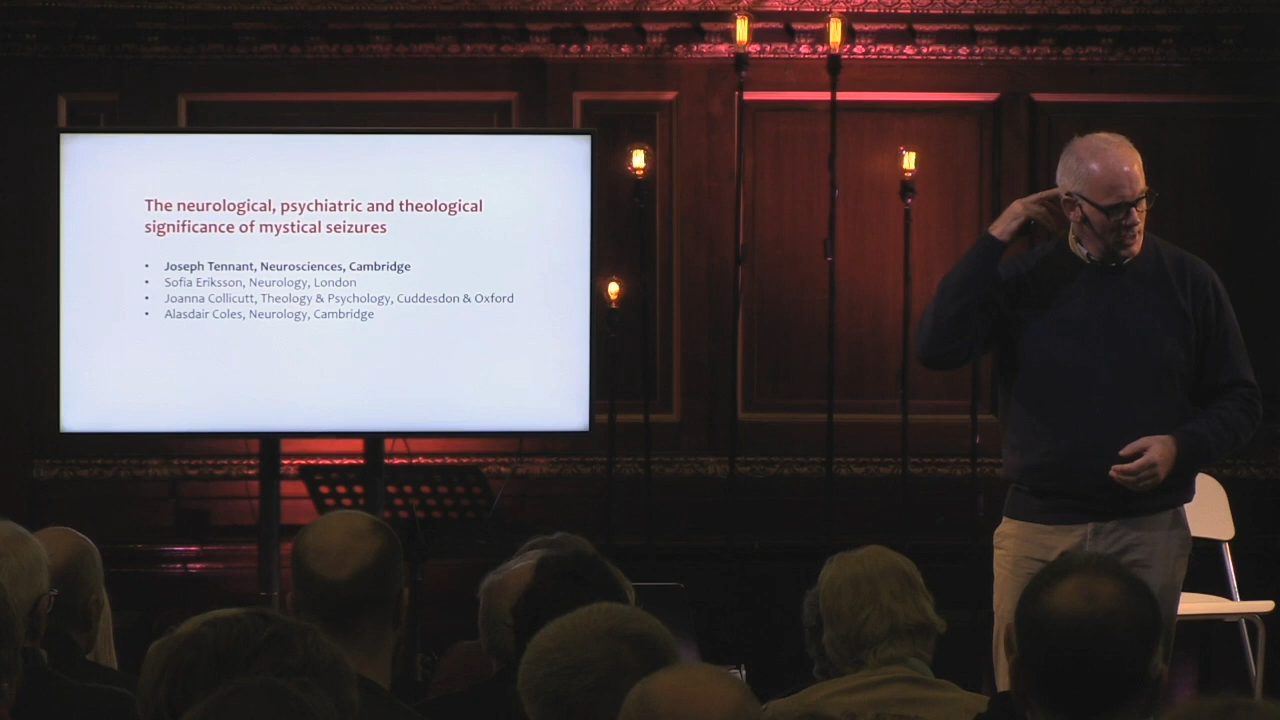 The neurological, psychiatric and theological
significance of mystical seizures
• Joseph Tennant, Neurosciences, Cambridge
• Sofia Eriksson, Neurology, London
• Joanna Collicutt, Theology & Psychology, Cuddesdon & Oxford
• Alasdair Coles, Neurology, Cambridge